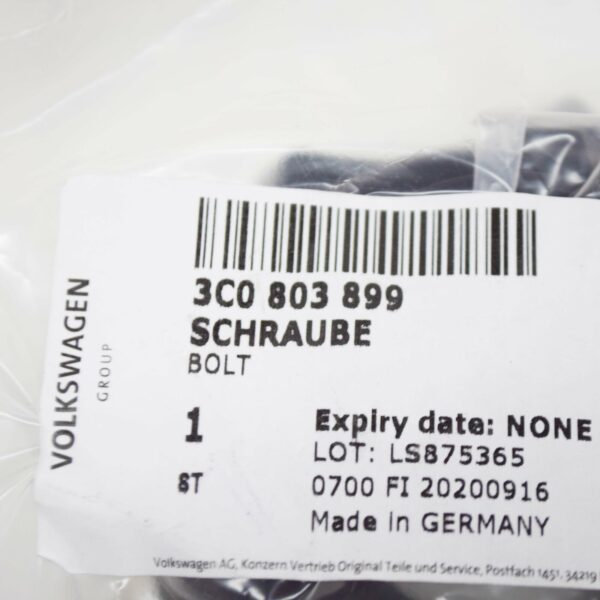 VOLKSWAGEN
GROUP
3C0 803 899
SCHRAUBE
BOLT
1
ST
Expiry date: NONE
LOT: LS875365
0700 FI 20200916
Made in GERMANY
Volkswagen AG, Konzern Vertrieb Original Teile und Service, Postfach 1451, 34219